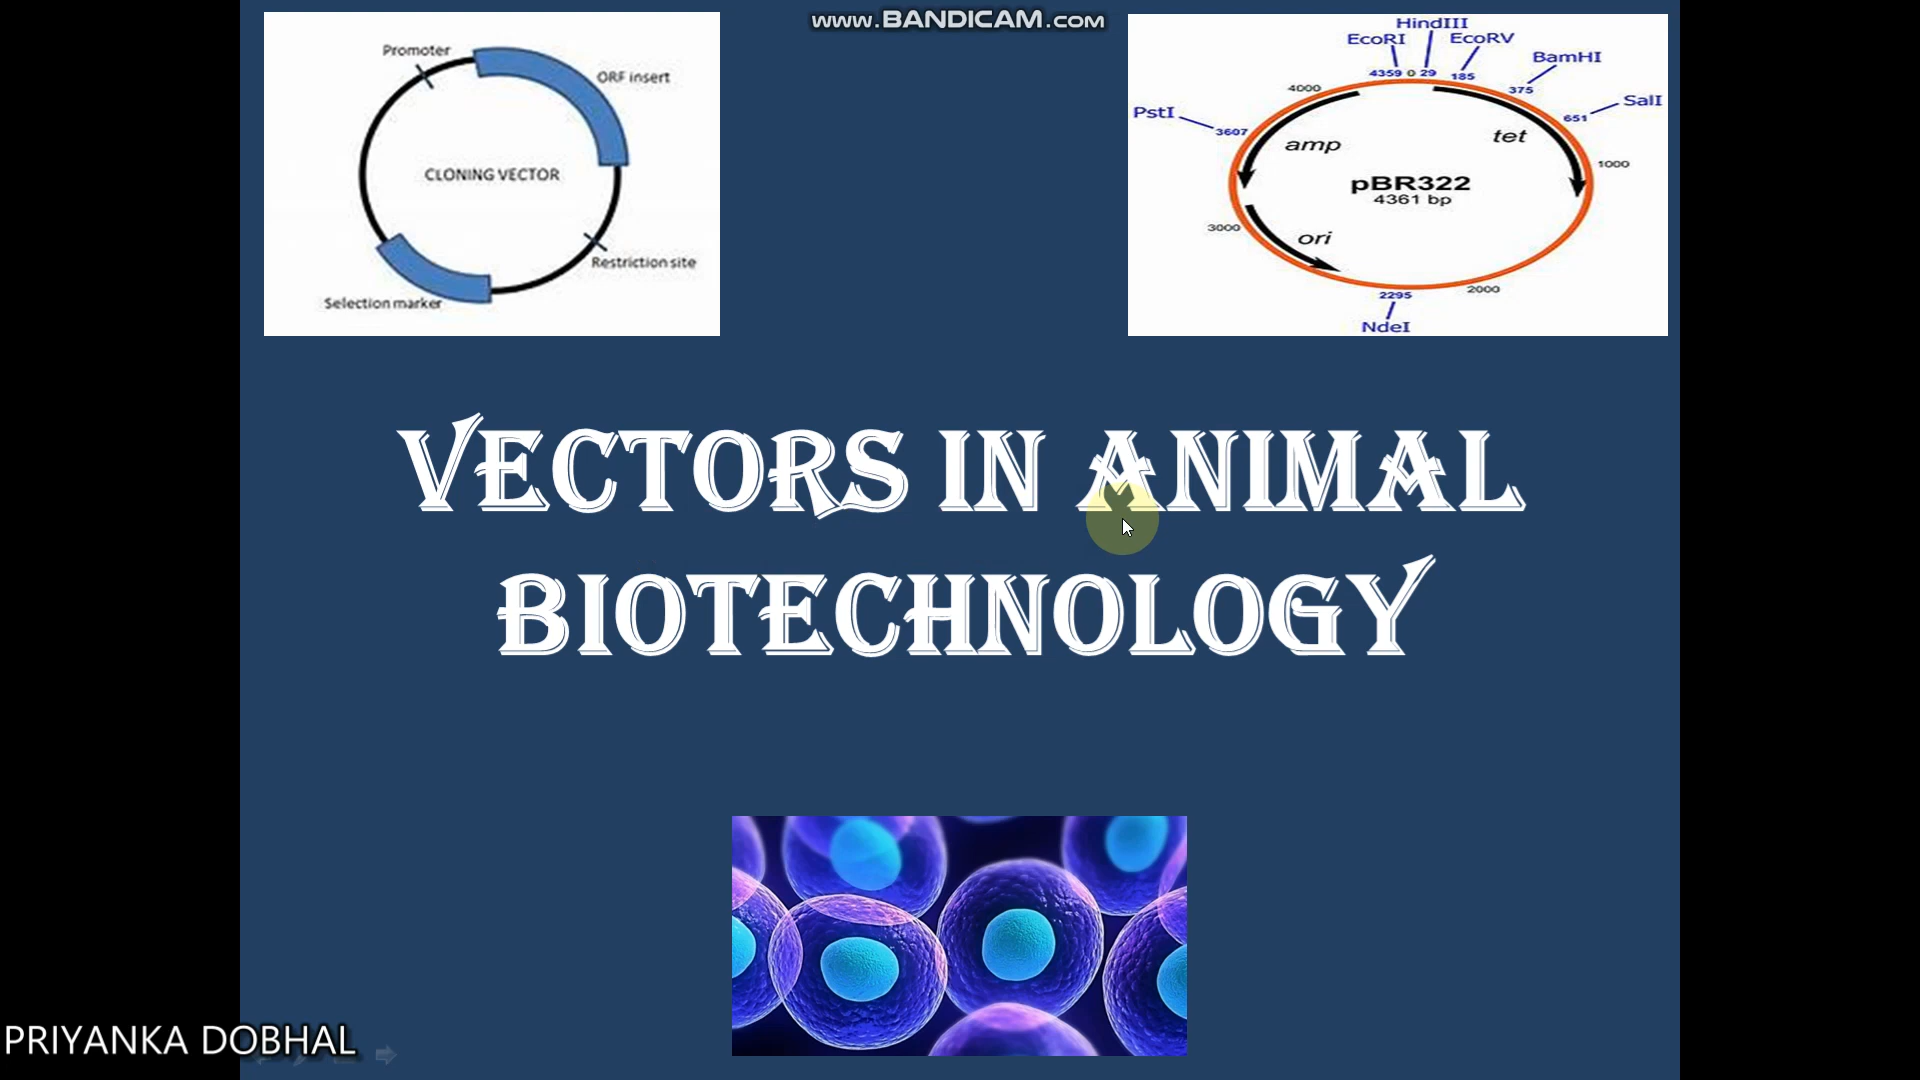 www.BANDICAM.com
Promoter
ORF insert
CLONING VECTOR
Restriction site
Selection marker
HindIII
EcoRI
EcoRV
BamHI
4359 0 29
185
4000
375
SalI
PstI
651
3607
tet
amp
1000
pBR322
4361 bp
3000
ori
2000
2295
NdeI
VECTORS IN ANIMAL
BIOTECHNOLOGY
PRIYANKA DOBHAL